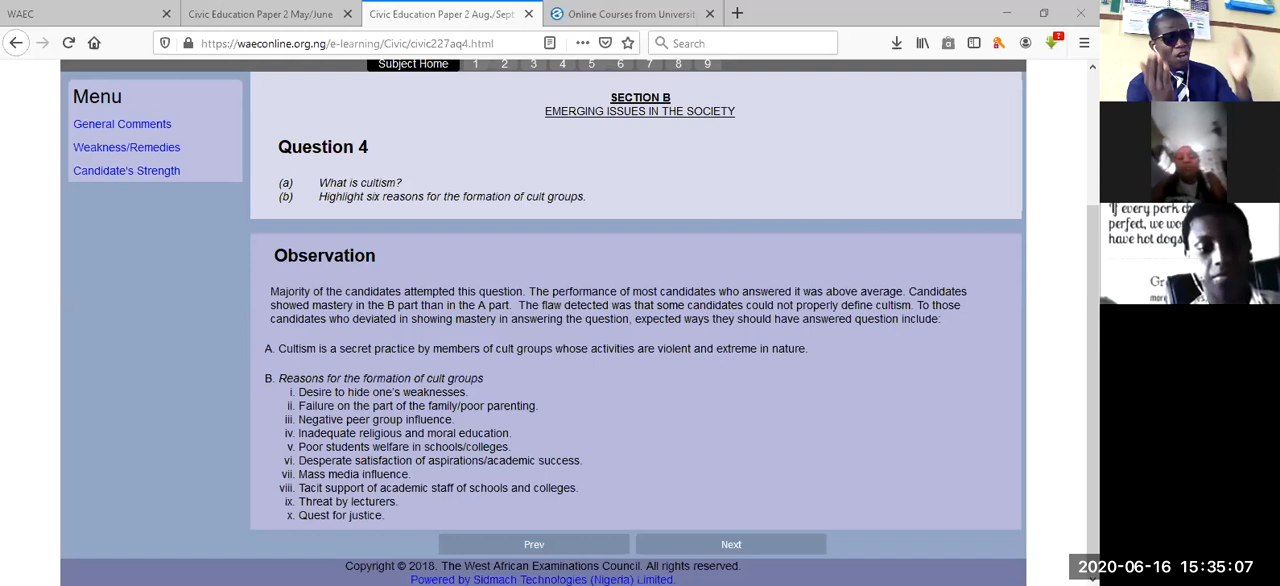 WAEC
Civic Education Paper 2 May/June
Civic Education Paper 2 Aug./Sept
Online Courses from Universit
https://waeconline.org.ng/e-learning/Civic/civic227aq4.html
Search
?
Subject Home 1 2 3 4 5 6 7 8 9
Menu
General Comments
Weakness/Remedies
Candidate's Strength
SECTION B
EMERGING ISSUES IN THE SOCIETY
Question 4
(a) What is cultism?
(b) Highlight six reasons for the formation of cult groups.
Observation
Majority of the candidates attempted this question. The performance of most candidates who answered it was above average. Candidates
showed mastery in the B part than in the A part. The flaw detected was that some candidates could not properly define cultism. To those
candidates who deviated in showing mastery in answering the question, expected ways they should have answered question include:
A. Cultism is a secret practice by members of cult groups whose activities are violent and extreme in nature.
B. Reasons for the formation of cult groups
i. Desire to hide one's weaknesses.
ii. Failure on the part of the family/poor parenting.
iii. Negative peer group influence.
iv. Inadequate religious and moral education.
v. Poor students welfare in schools/colleges.
vi. Desperate satisfaction of aspirations/academic success.
vii. Mass media influence.
viii. Tacit support of academic staff of schools and colleges.
ix. Threat by lecturers.
x. Quest for justice.
Prev
Next
Copyright © 2018. The West African Examinations Council. All rights reserved.
Powered by Sidmach Technologies (Nigeria) Limited.
"If every pork ch
perfect, we wo
have hot dogs
Gr
more
2020-06-16 15:35:07